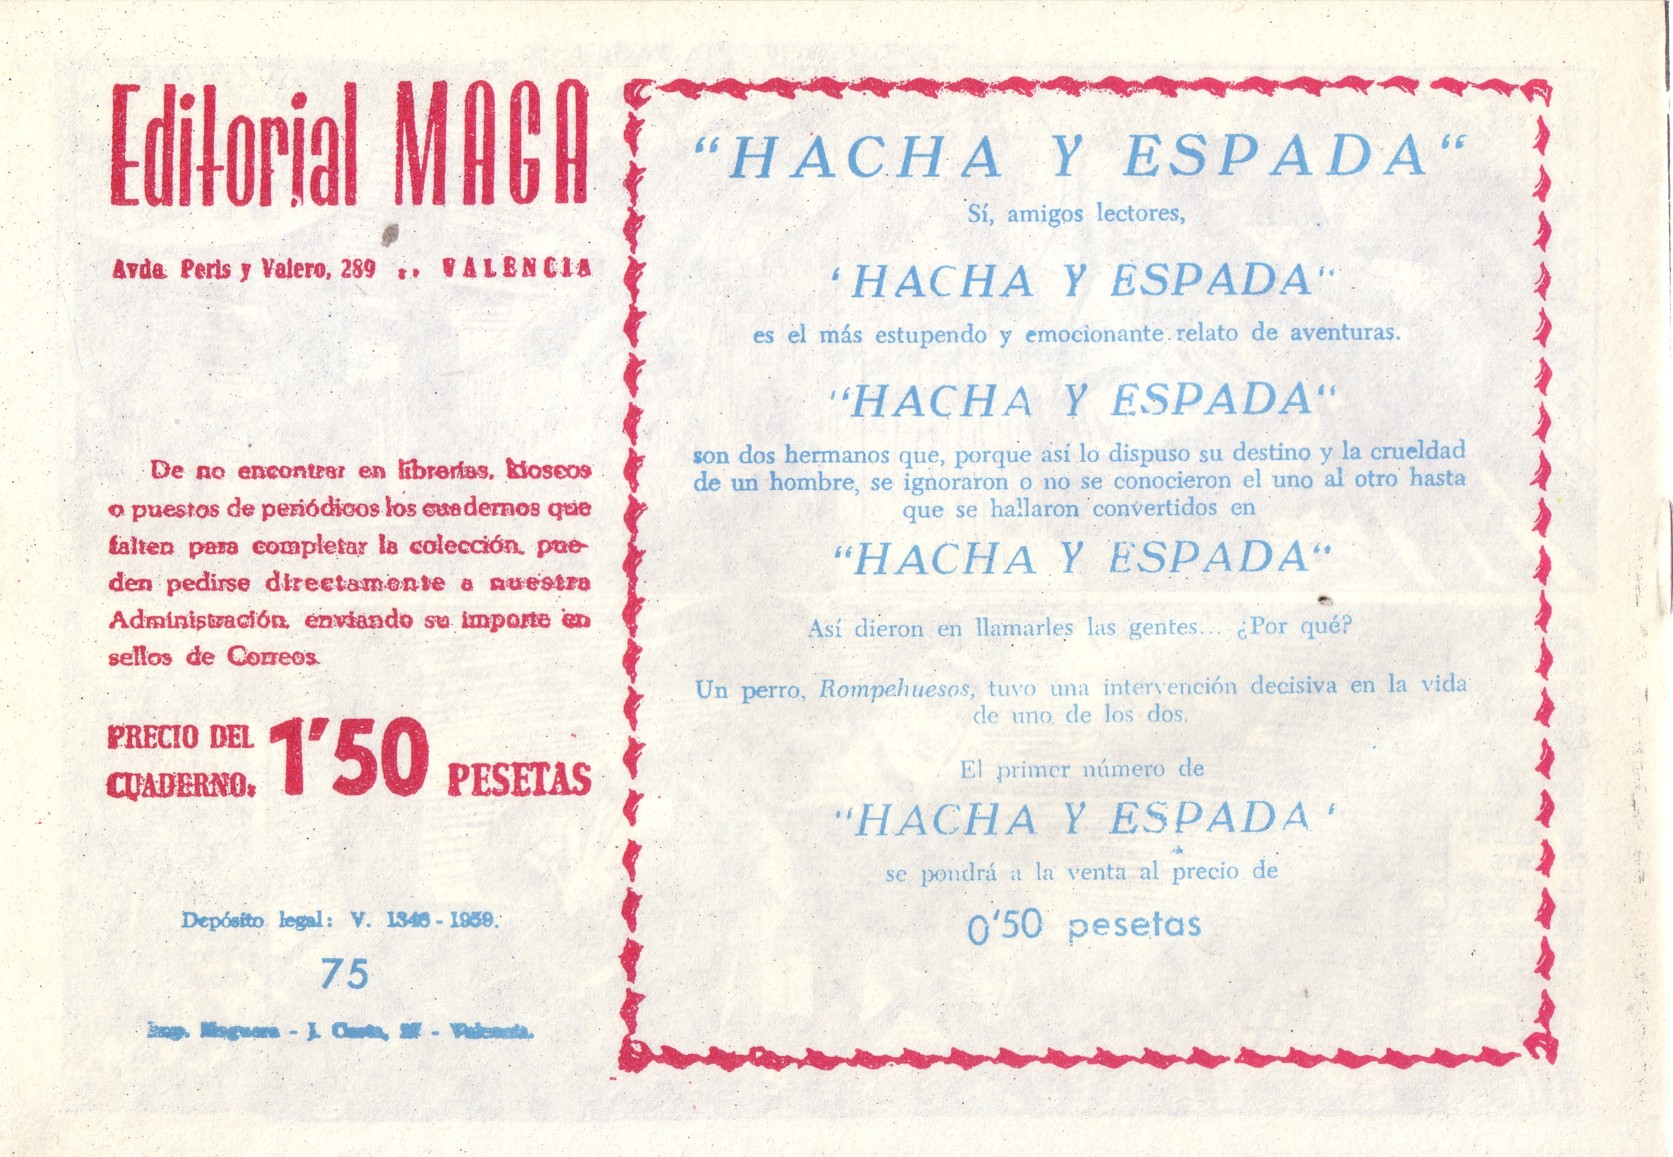 Editorial MAGA
Avda. Peris y Valero, 289 :: VALENCIA
De no encontrar en librerías, kioscos
o puestos de periódicos los cuadernos que
falten para completar la colección, pue-
den pedirse directamente a nuestra
Administración, enviando su importe en
sellos de Correos.
PRECIO DEL
CUADERNO: 1'50 PESETAS
Depósito legal: V. 1346 - 1959.
75
Imp. Noguera - J. Costa, - Valencia.
"HACHA Y ESPADA"
Sí, amigos lectores,
'HACHA Y ESPADA"
es el más estupendo y emocionante relato de aventuras.
"HACHA Y ESPADA"
son dos hermanos que, porque así lo dispuso su destino y la crueldad
de un hombre, se ignoraron o no se conocieron el uno al otro hasta
que se hallaron convertidos en
"HACHA Y ESPADA"
Así dieron en llamarles las gentes... ¿Por qué?
Un perro, Rompehuesos, tuvo una intervención decisiva en la vida
de uno de los dos.
El primer número de
"HACHA Y ESPADA'
se pondrá a la venta al precio de
0'50 pesetas